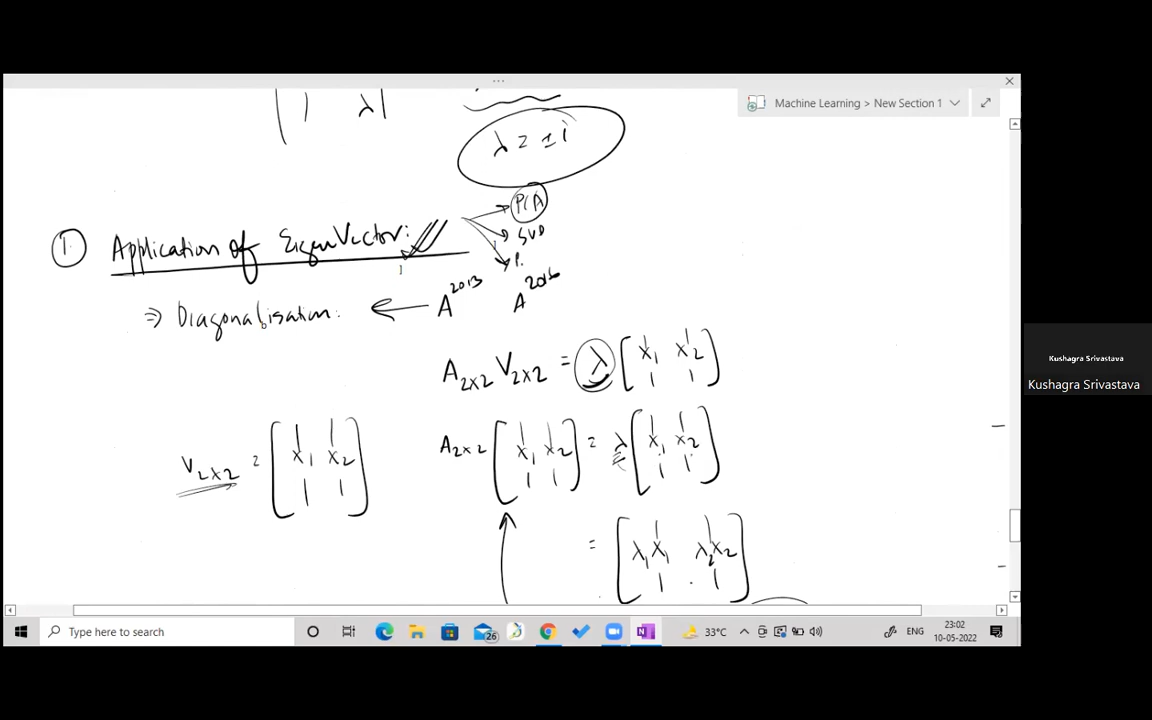 Machine Learning > New Section 1
λ
λ = ±i
① Application of EigenVector:
PCA
SVD
⇒ Diagonalisation: ← A^2013 A^2016
A2×2 V2×2 = λ [x1 x2]
V2×2 = [x1 x2]
A2×2 [x1 x2] = λ [x1 x2]
= [λ1x1 λ2x2]
Kushagra Srivastava
Kushagra Srivastava
Type here to search
26
33°C
ENG
23:02
10-05-2022